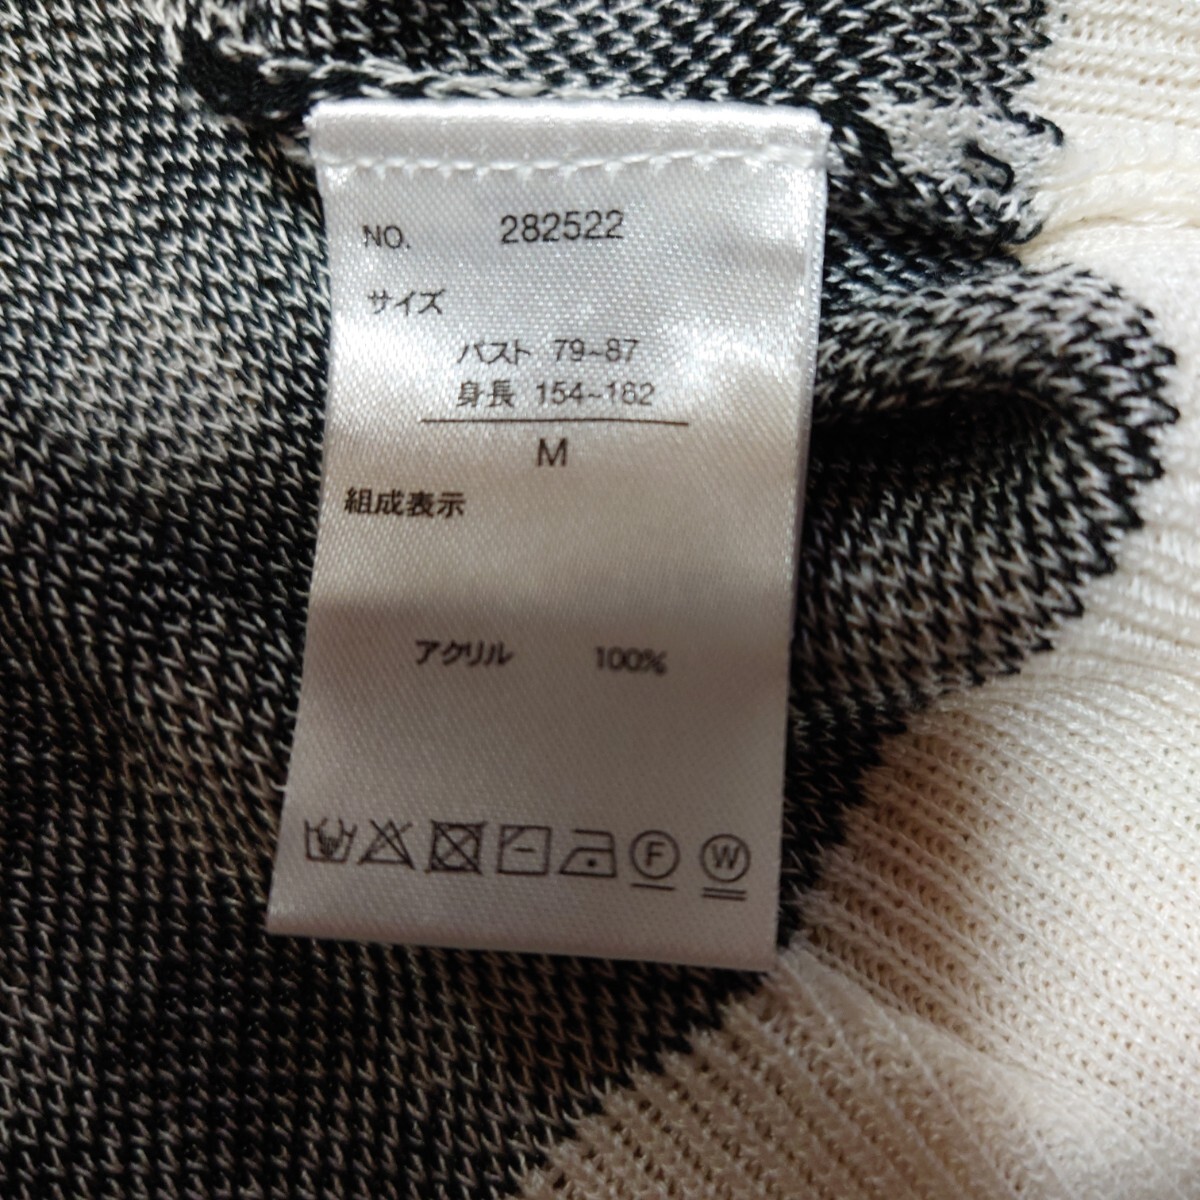 NO. 282522
サイズ
バスト 79~87
身長 154~162
M
組成表示
アクリル 100%
F W